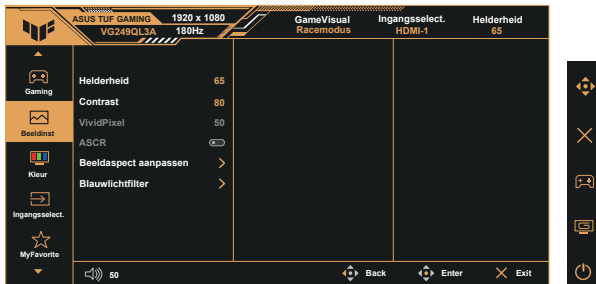 ASUS TUF GAMING 1920 x 1080
VG249QL3A 180Hz
GameVisual
Racemodus
Ingangsselect.
HDMI-1
Helderheid
65
Gaming
Beeldinst
Kleur
Ingangsselect.
MyFavorite
Helderheid 65
Contrast 80
VividPixel 50
ASCR
Beeldaspect aanpassen
Blauwlichtfilter
50
Back
Enter
Exit